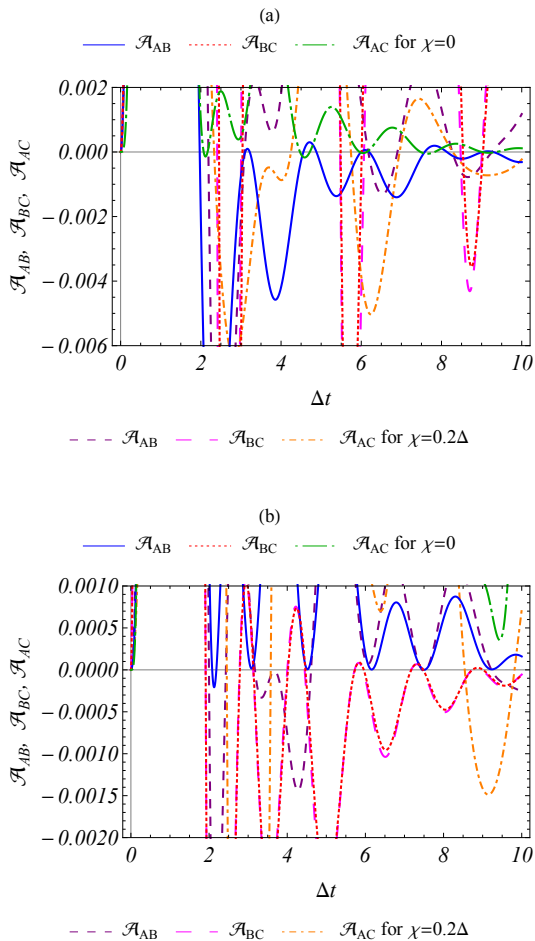 (a)
𝒜AB 𝒜BC 𝒜AC for χ=0
0.002
0.000
−0.002
−0.004
−0.006
𝒜AB, 𝒜BC, 𝒜AC
0 2 4 6 8 10
Δt
𝒜AB 𝒜BC 𝒜AC for χ=0.2Δ
(b)
𝒜AB 𝒜BC 𝒜AC for χ=0
0.0010
0.0005
0.0000
−0.0005
−0.0010
−0.0015
−0.0020
𝒜AB, 𝒜BC, 𝒜AC
0 2 4 6 8 10
Δt
𝒜AB 𝒜BC 𝒜AC for χ=0.2Δ